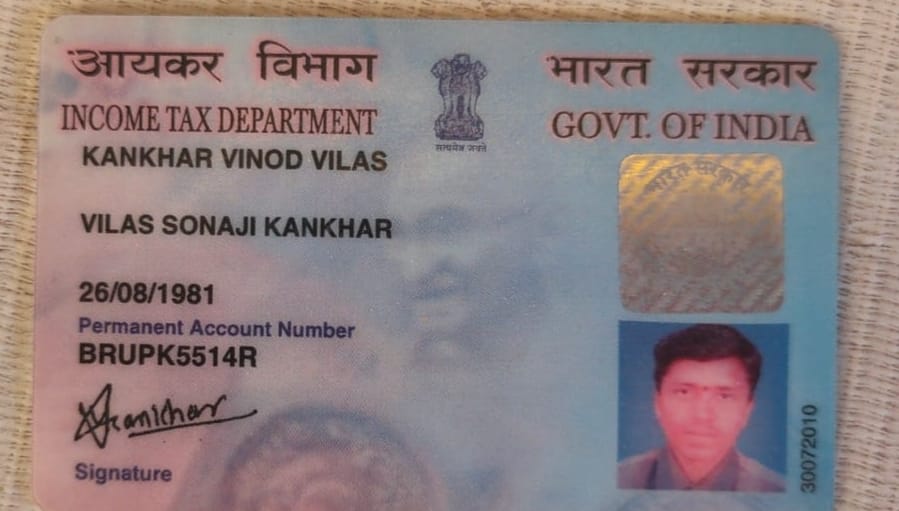 आयकर विभाग
भारत सरकार
INCOME TAX DEPARTMENT
GOVT. OF INDIA
सत्यमेव जयते
KANKHAR VINOD VILAS
भारत सरकार
VILAS SONAJI KANKHAR
26/08/1981
Permanent Account Number
BRUPK5514R
Signature
30072010